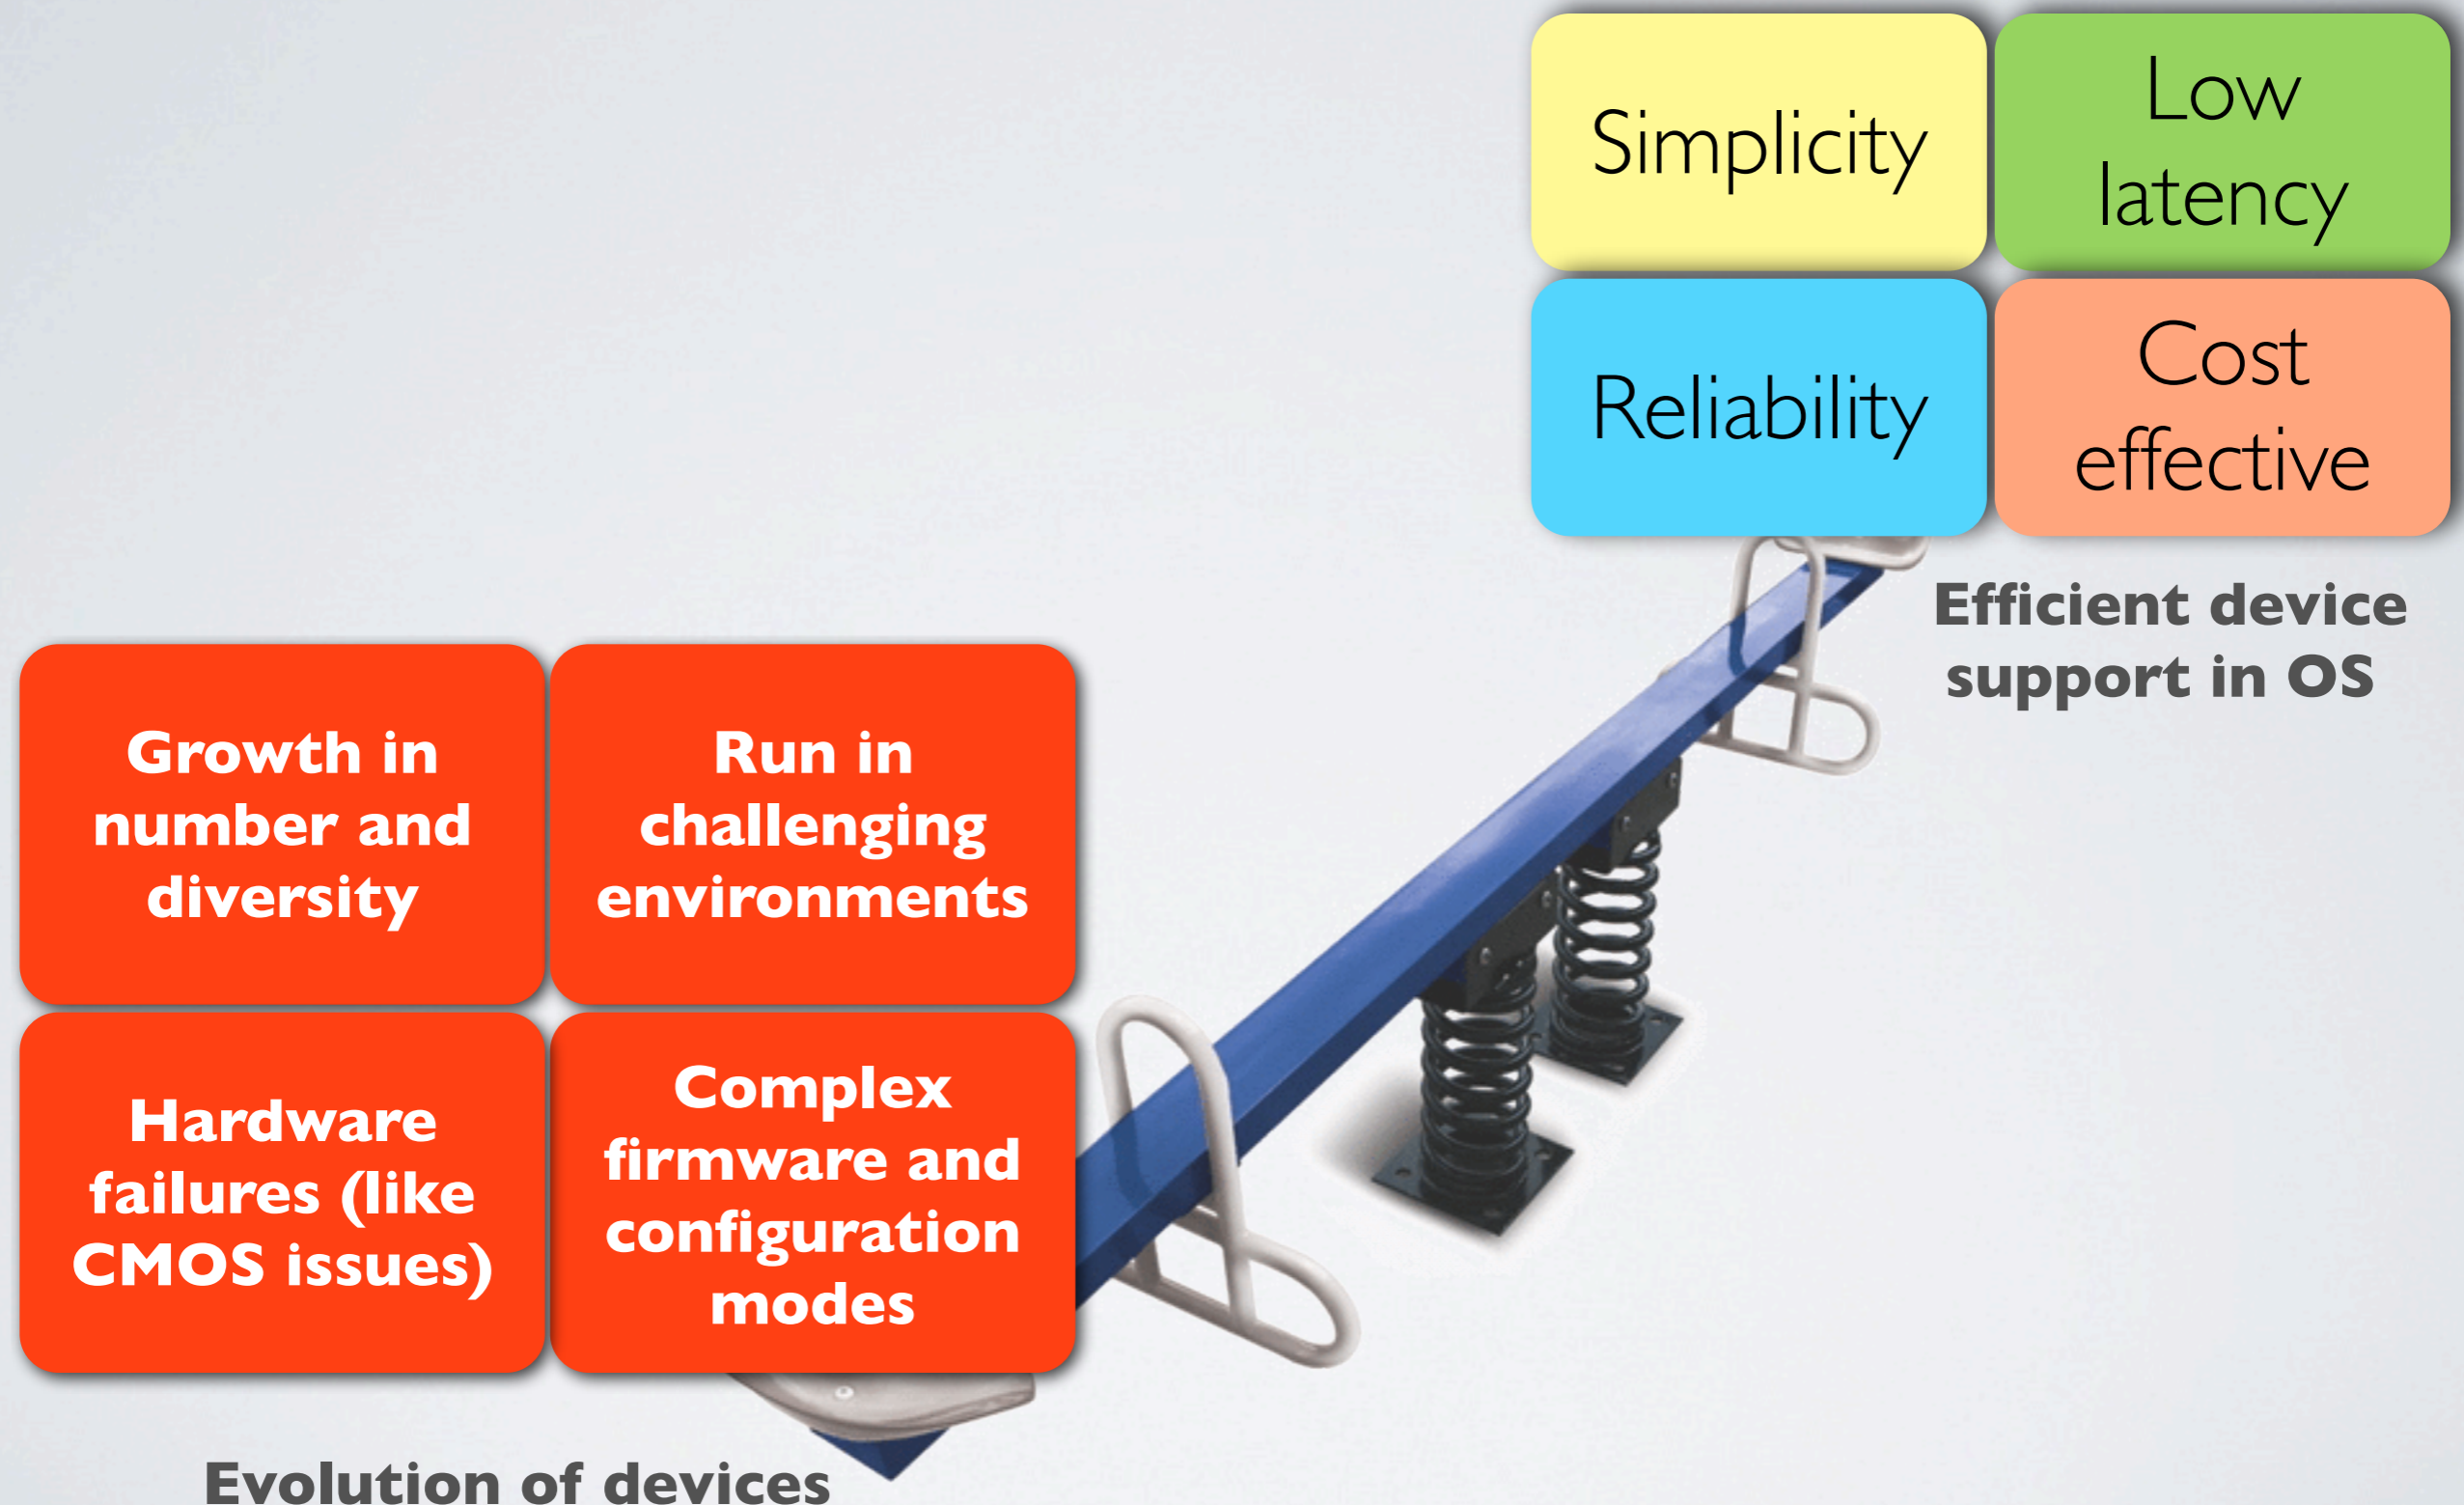 Simplicity
Low
latency
Reliability
Cost
effective
Efficient device
support in OS
Growth in
number and
diversity
Run in
challenging
environments
Hardware
failures (like
CMOS issues)
Complex
firmware and
configuration
modes
Evolution of devices